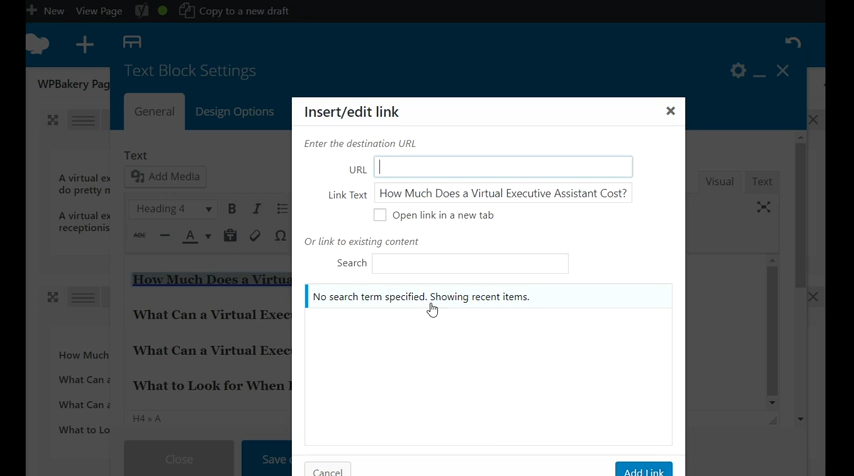 New View Page Copy to a new draft
Text Block Settings
WPBakery Pag
General Design Options
Insert/edit link
Enter the destination URL
URL
Text
Add Media
Link Text How Much Does a Virtual Executive Assistant Cost?
Visual Text
A virtual ex
do pretty m
Heading 4 B I
Open link in a new tab
A virtual ex
receptionis
ABC A Ω
Or link to existing content
Search
How Much Does a Virtua
No search term specified. Showing recent items.
What Can a Virtual Exec
What Can a Virtual Exec
How Much
What Can a
What to Look for When I
What Can a
H4 » A
What to Lo
Close Save
Cancel Add Link